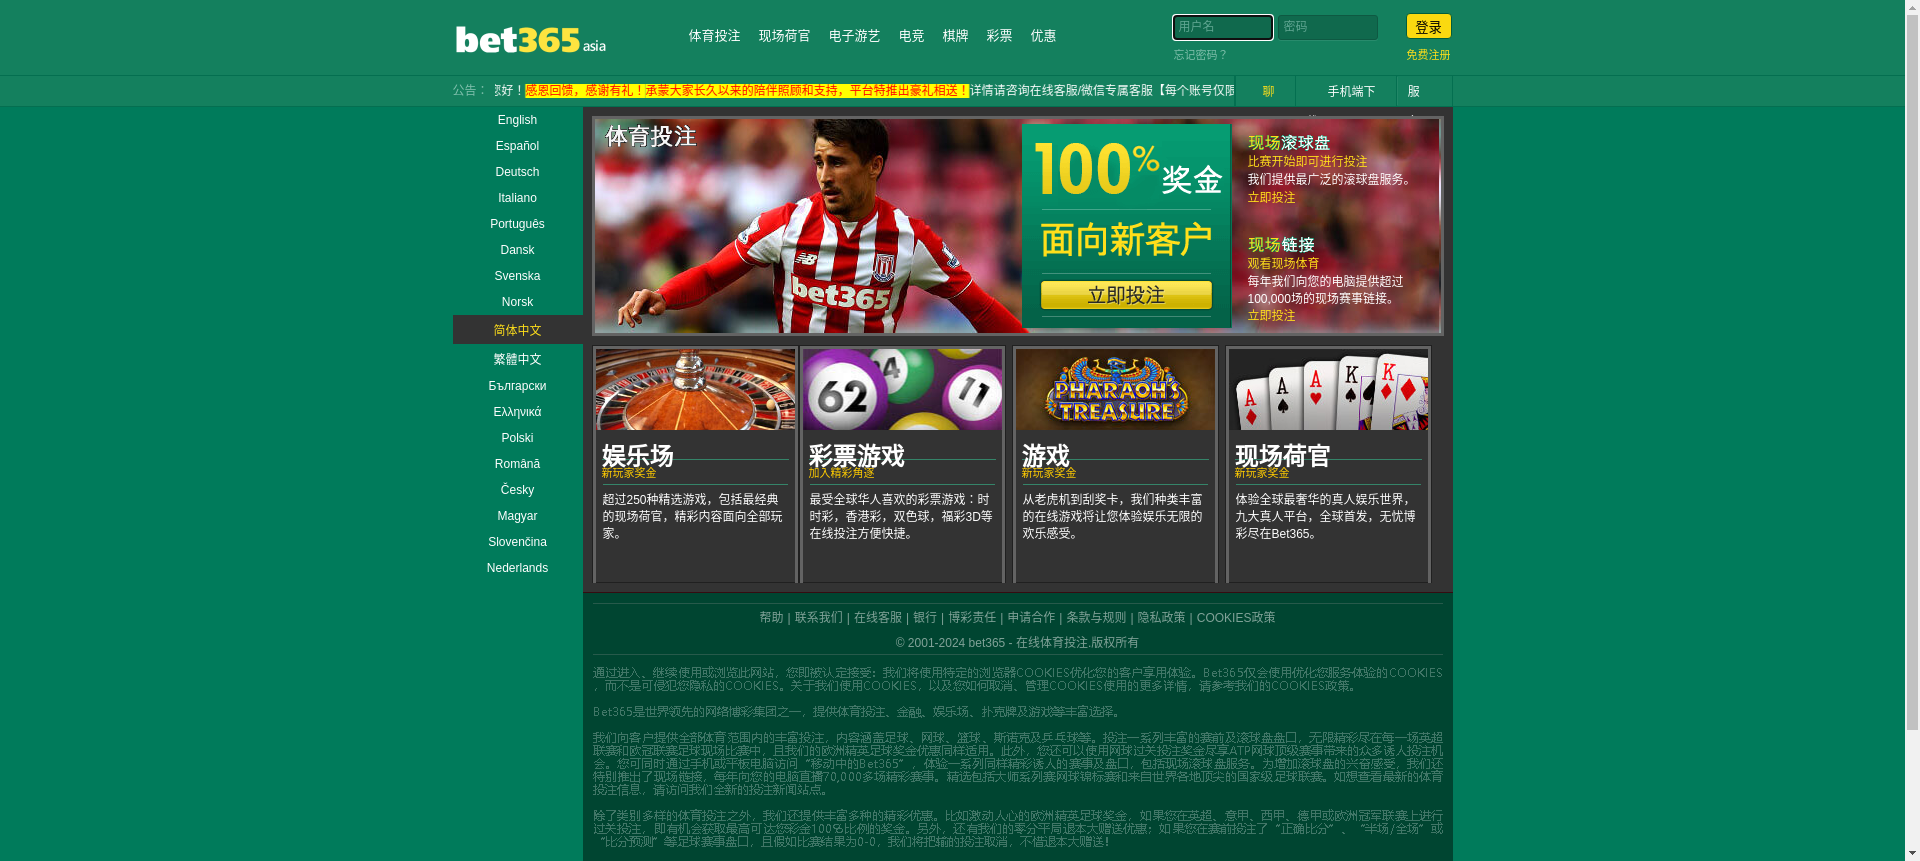 bet365 asia
体育投注 现场荷官 电子游艺 电竞 棋牌 彩票 优惠
用户名 密码 登录
忘记密码？ 免费注册
公告： 您好！感恩回馈，感谢有礼！承蒙大家长久以来的陪伴照顾和支持，平台特推出豪礼相送！详情请咨询在线客服/微信专属客服【每个账号仅限
聊 手机端下 服
English
Español
Deutsch
Italiano
Português
Dansk
Svenska
Norsk
简体中文
繁體中文
Български
Ελληνικά
Polski
Română
Česky
Magyar
Slovenčina
Nederlands
体育投注
bet365
100% 奖金
面向新客户
立即投注
现场滚球盘
比赛开始即可进行投注
我们提供最广泛的滚球盘服务。
立即投注
现场链接
观看现场体育
每年我们向您的电脑提供超过
100,000场的现场赛事链接。
立即投注
62 4 11
PHARAOH'S
TREASURE
A A A K K
娱乐场
新玩家奖金
超过250种精选游戏，包括最经典
的现场荷官，精彩内容面向全部玩
家。
彩票游戏
加入精彩角逐
最受全球华人喜欢的彩票游戏：时
时彩，香港彩，双色球，福彩3D等
在线投注方便快捷。
游戏
新玩家奖金
从老虎机到刮奖卡，我们种类丰富
的在线游戏将让您体验娱乐无限的
欢乐感受。
现场荷官
新玩家奖金
体验全球最奢华的真人娱乐世界，
九大真人平台，全球首发，无忧博
彩尽在Bet365。
帮助 | 联系我们 | 在线客服 | 银行 | 博彩责任 | 申请合作 | 条款与规则 | 隐私政策 | COOKIES政策
© 2001-2024 bet365 - 在线体育投注.版权所有
通过进入、继续使用或浏览此网站，您即被认定接受：我们将使用特定的浏览器COOKIES优化您的客户享用体验。Bet365仅会使用优化您服务体验的COOKIES
，而不是可侵犯您隐私的COOKIES。关于我们使用COOKIES，以及您如何取消、管理COOKIES使用的更多详情，请参考我们的COOKIES政策。
Bet365是世界领先的网络博彩集团之一，提供体育投注、金融、娱乐场、扑克牌及游戏等丰富选择。
我们向客户提供全部体育范围内的丰富投注，内容涵盖足球、网球、篮球、斯诺克及乒乓球等。投注一系列丰富的赛前及滚球盘盘口，无限精彩尽在每一场英超
联赛和欧冠联赛足球现场比赛中，且我们的欧洲精英足球奖金优惠同样适用。此外，您还可以使用网球过关投注奖金尽享ATP网球顶级赛事带来的众多诱人投注机
会。您可同时通过手机或平板电脑访问“移动中的Bet365”，体验一系列同样精彩诱人的赛事及盘口，包括现场滚球盘服务。为增加滚球盘的兴奋感受，我们还
特别推出了现场链接，每年向您的电脑直播70,000多场精彩赛事。精选包括大师系列赛网球锦标赛和来自世界各地顶尖的国家级足球联赛。如想查看最新的体育
投注信息，请访问我们全新的投注新闻站点。
除了类别多样的体育投注之外，我们还提供丰富多种的精彩优惠。比如激动人心的欧洲精英足球奖金，如果您在英超、意甲、西甲、德甲或欧洲冠军联赛上进行
过关投注，即有机会获取最高可达您彩金100%比例的奖金。另外，还有我们的零分平局退本大赠送优惠：如果您在赛前投注了“正确比分”、“半场/全场”或
“比分预测”等足球赛事盘口，且假如比赛结果为0-0，我们将把输的投注取消，不惜退本大赠送！